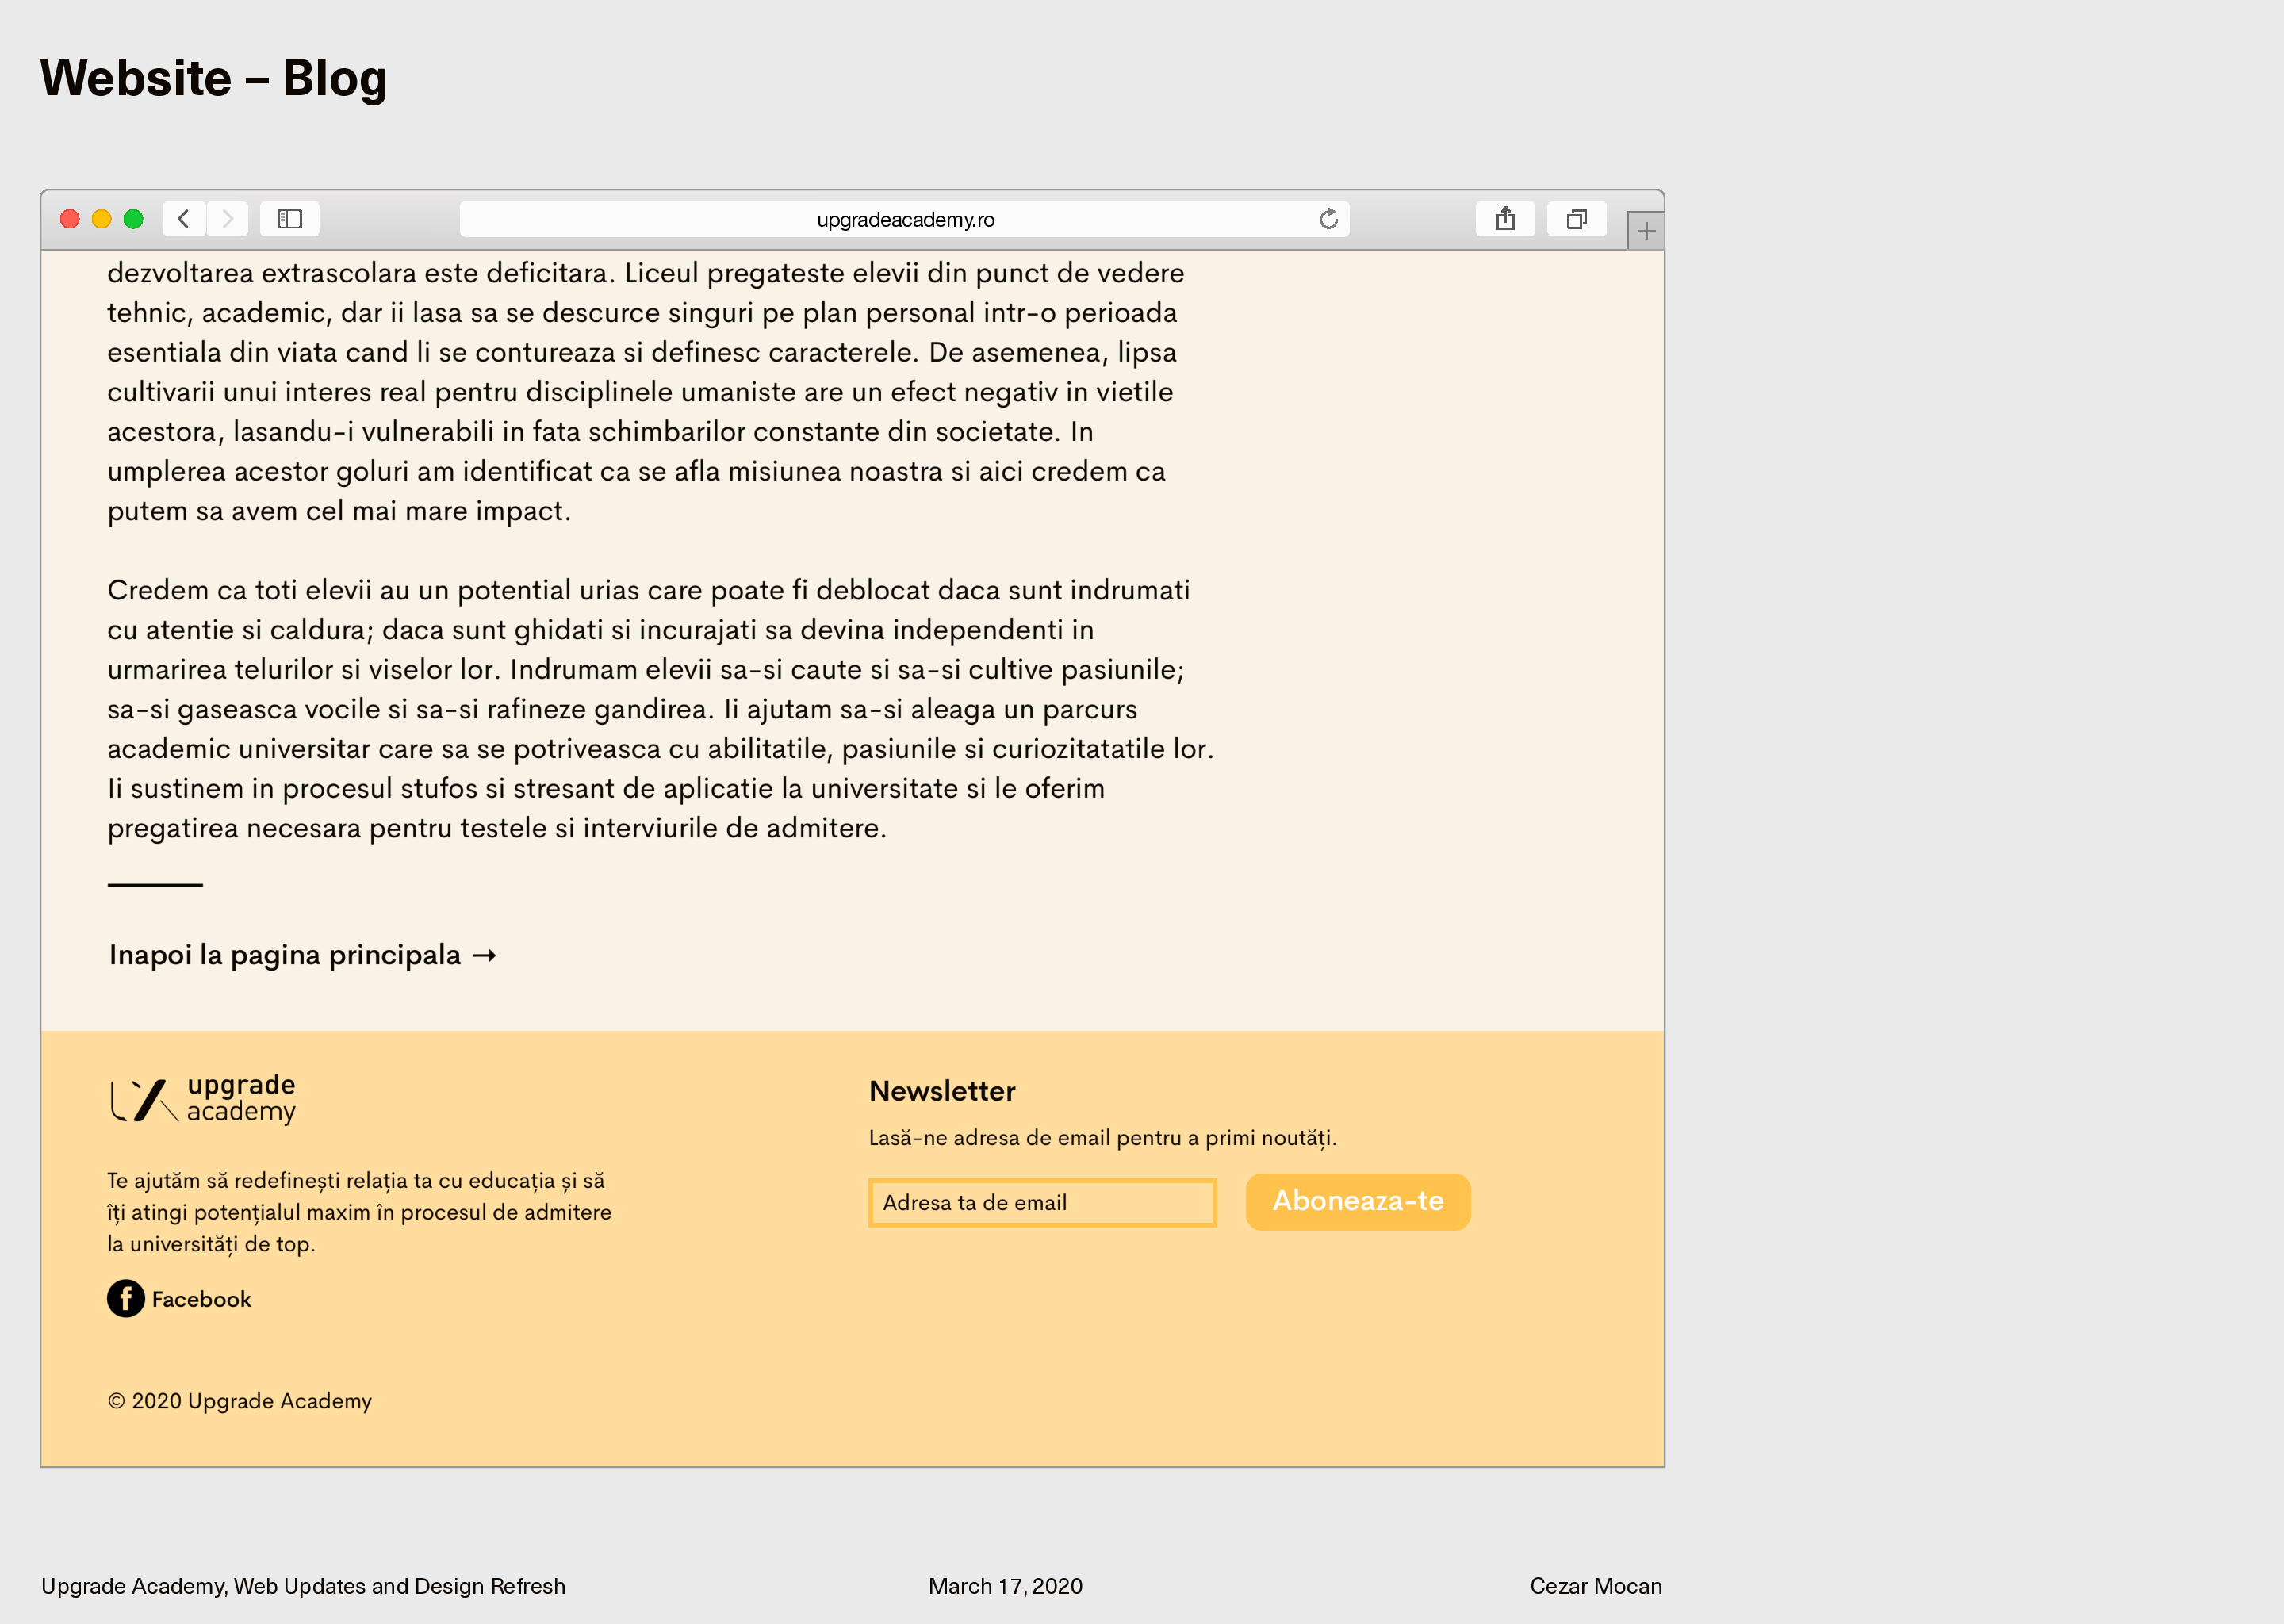 Website – Blog
upgradeacademy.ro
dezvoltarea extrascolara este deficitara. Liceul pregateste elevii din punct de vedere
tehnic, academic, dar ii lasa sa se descurce singuri pe plan personal intr-o perioada
esentiala din viata cand li se contureaza si definesc caracterele. De asemenea, lipsa
cultivarii unui interes real pentru disciplinele umaniste are un efect negativ in vietile
acestora, lasandu-i vulnerabili in fata schimbarilor constante din societate. In
umplerea acestor goluri am identificat ca se afla misiunea noastra si aici credem ca
putem sa avem cel mai mare impact.
Credem ca toti elevii au un potential urias care poate fi deblocat daca sunt indrumati
cu atentie si caldura; daca sunt ghidati si incurajati sa devina independenti in
urmarirea telurilor si viselor lor. Indrumam elevii sa-si caute si sa-si cultive pasiunile;
sa-si gaseasca vocile si sa-si rafineze gandirea. Ii ajutam sa-si aleaga un parcurs
academic universitar care sa se potriveasca cu abilitatile, pasiunile si curiozitatatile lor.
Ii sustinem in procesul stufos si stresant de aplicatie la universitate si le oferim
pregatirea necesara pentru testele si interviurile de admitere.
Inapoi la pagina principala →
upgrade
academy
Te ajutăm să redefinești relația ta cu educația și să
îți atingi potențialul maxim în procesul de admitere
la universități de top.
Facebook
© 2020 Upgrade Academy
Newsletter
Lasă-ne adresa de email pentru a primi noutăți.
Adresa ta de email
Aboneaza-te
Upgrade Academy, Web Updates and Design Refresh
March 17, 2020
Cezar Mocan